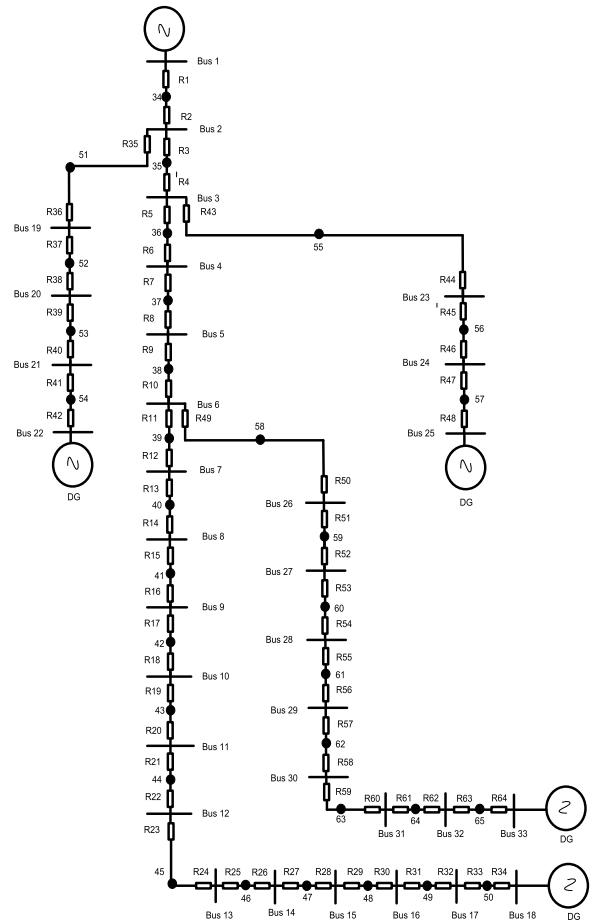 Bus 1
R1
34
R2
Bus 2
R35
R3
51
35
R4
Bus 3
R36
R5
R43
Bus 19
36
55
R37
R6
52
Bus 4
R38
R7
R44
Bus 20
37
Bus 23
R39
R8
R45
53
Bus 5
56
R40
R9
R46
Bus 21
38
Bus 24
R41
R10
R47
54
Bus 6
57
R42
R11
R49
R48
Bus 22
39
58
Bus 25
R12
DG
Bus 7
DG
R13
R50
40
Bus 26
R14
R51
Bus 8
59
R15
R52
41
Bus 27
R16
R53
Bus 9
60
R17
R54
42
Bus 28
R18
R55
Bus 10
61
R19
R56
43
Bus 29
R20
R57
Bus 11
62
R21
R58
44
Bus 30
R22
R59
R60 R61 R62 R63 R64
Bus 12
63 64 65
R23
Bus 31 Bus 32 Bus 33
DG
45
R24 R25 R26 R27 R28 R29 R30 R31 R32 R33 R34
46 47 48 49 50
Bus 13 Bus 14 Bus 15 Bus 16 Bus 17 Bus 18
DG